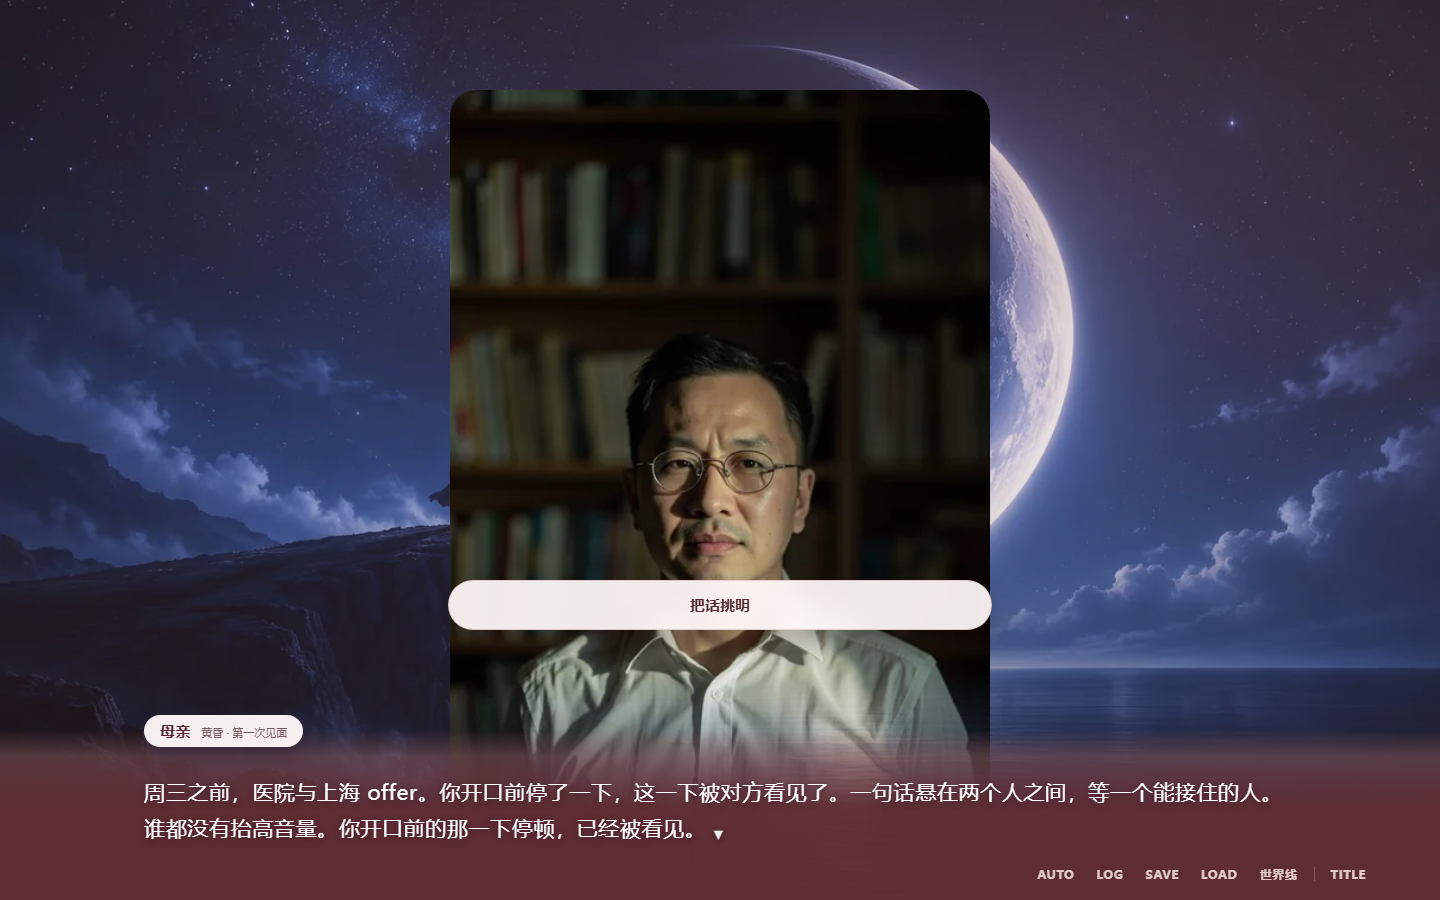 把话挑明
母亲 黄昏 · 第一次见面
周三之前，医院与上海 offer。你开口前停了一下，这一下被对方看见了。一句话悬在两个人之间，等一个能接住的人。
谁都没有抬高音量。你开口前的那一下停顿，已经被看见。 ▼
AUTO LOG SAVE LOAD 世界线 TITLE